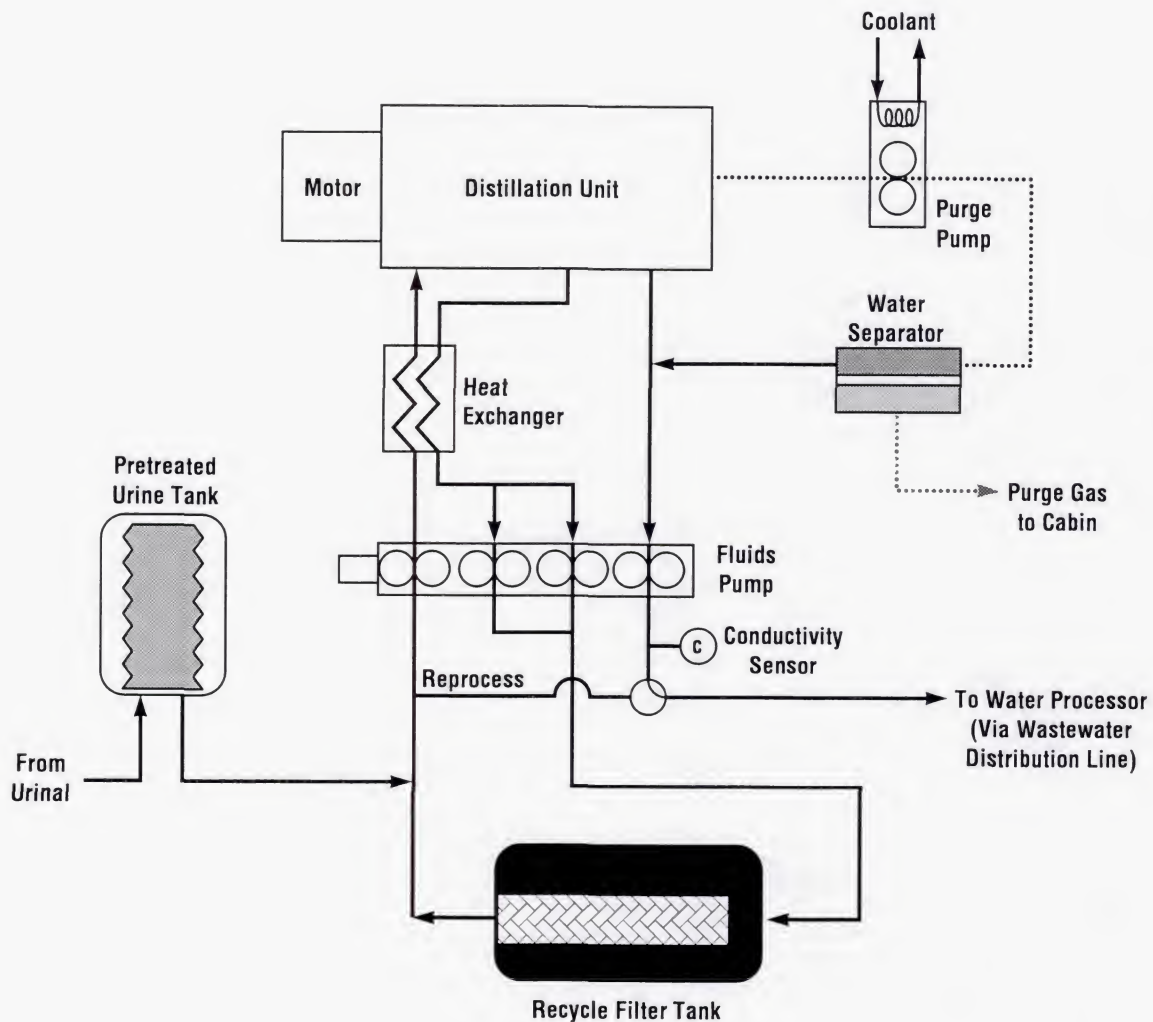 Coolant
Motor
Distillation Unit
Purge
Pump
Water
Separator
Heat
Exchanger
Pretreated
Urine Tank
Purge Gas
to Cabin
Fluids
Pump
C
Conductivity
Sensor
Reprocess
To Water Processor
(Via Wastewater
Distribution Line)
From
Urinal
Recycle Filter Tank